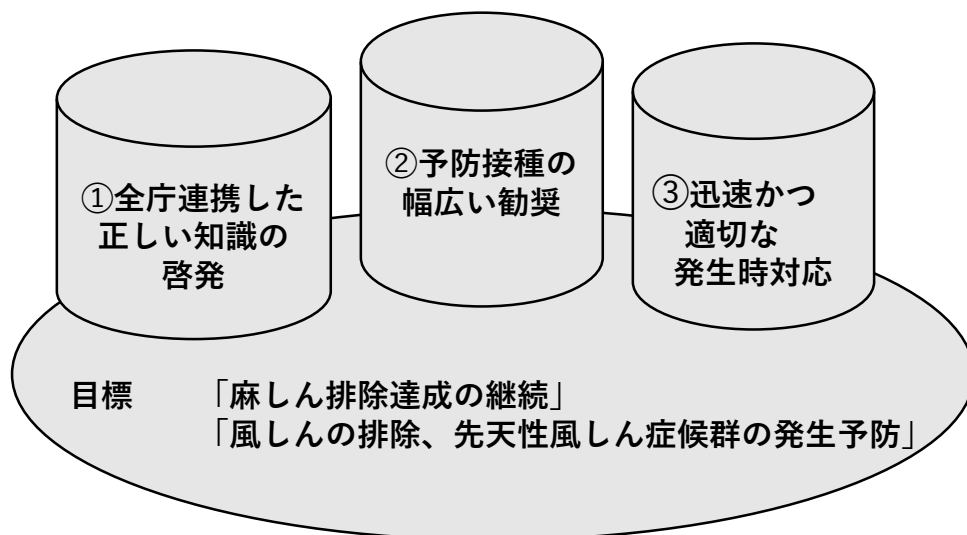 ①全庁連携した
正しい知識の
啓発
②予防接種の
幅広い勧奨
③迅速かつ
適切な
発生時対応
目標 「麻しん排除達成の継続」
「風しんの排除、先天性風しん症候群の発生予防」